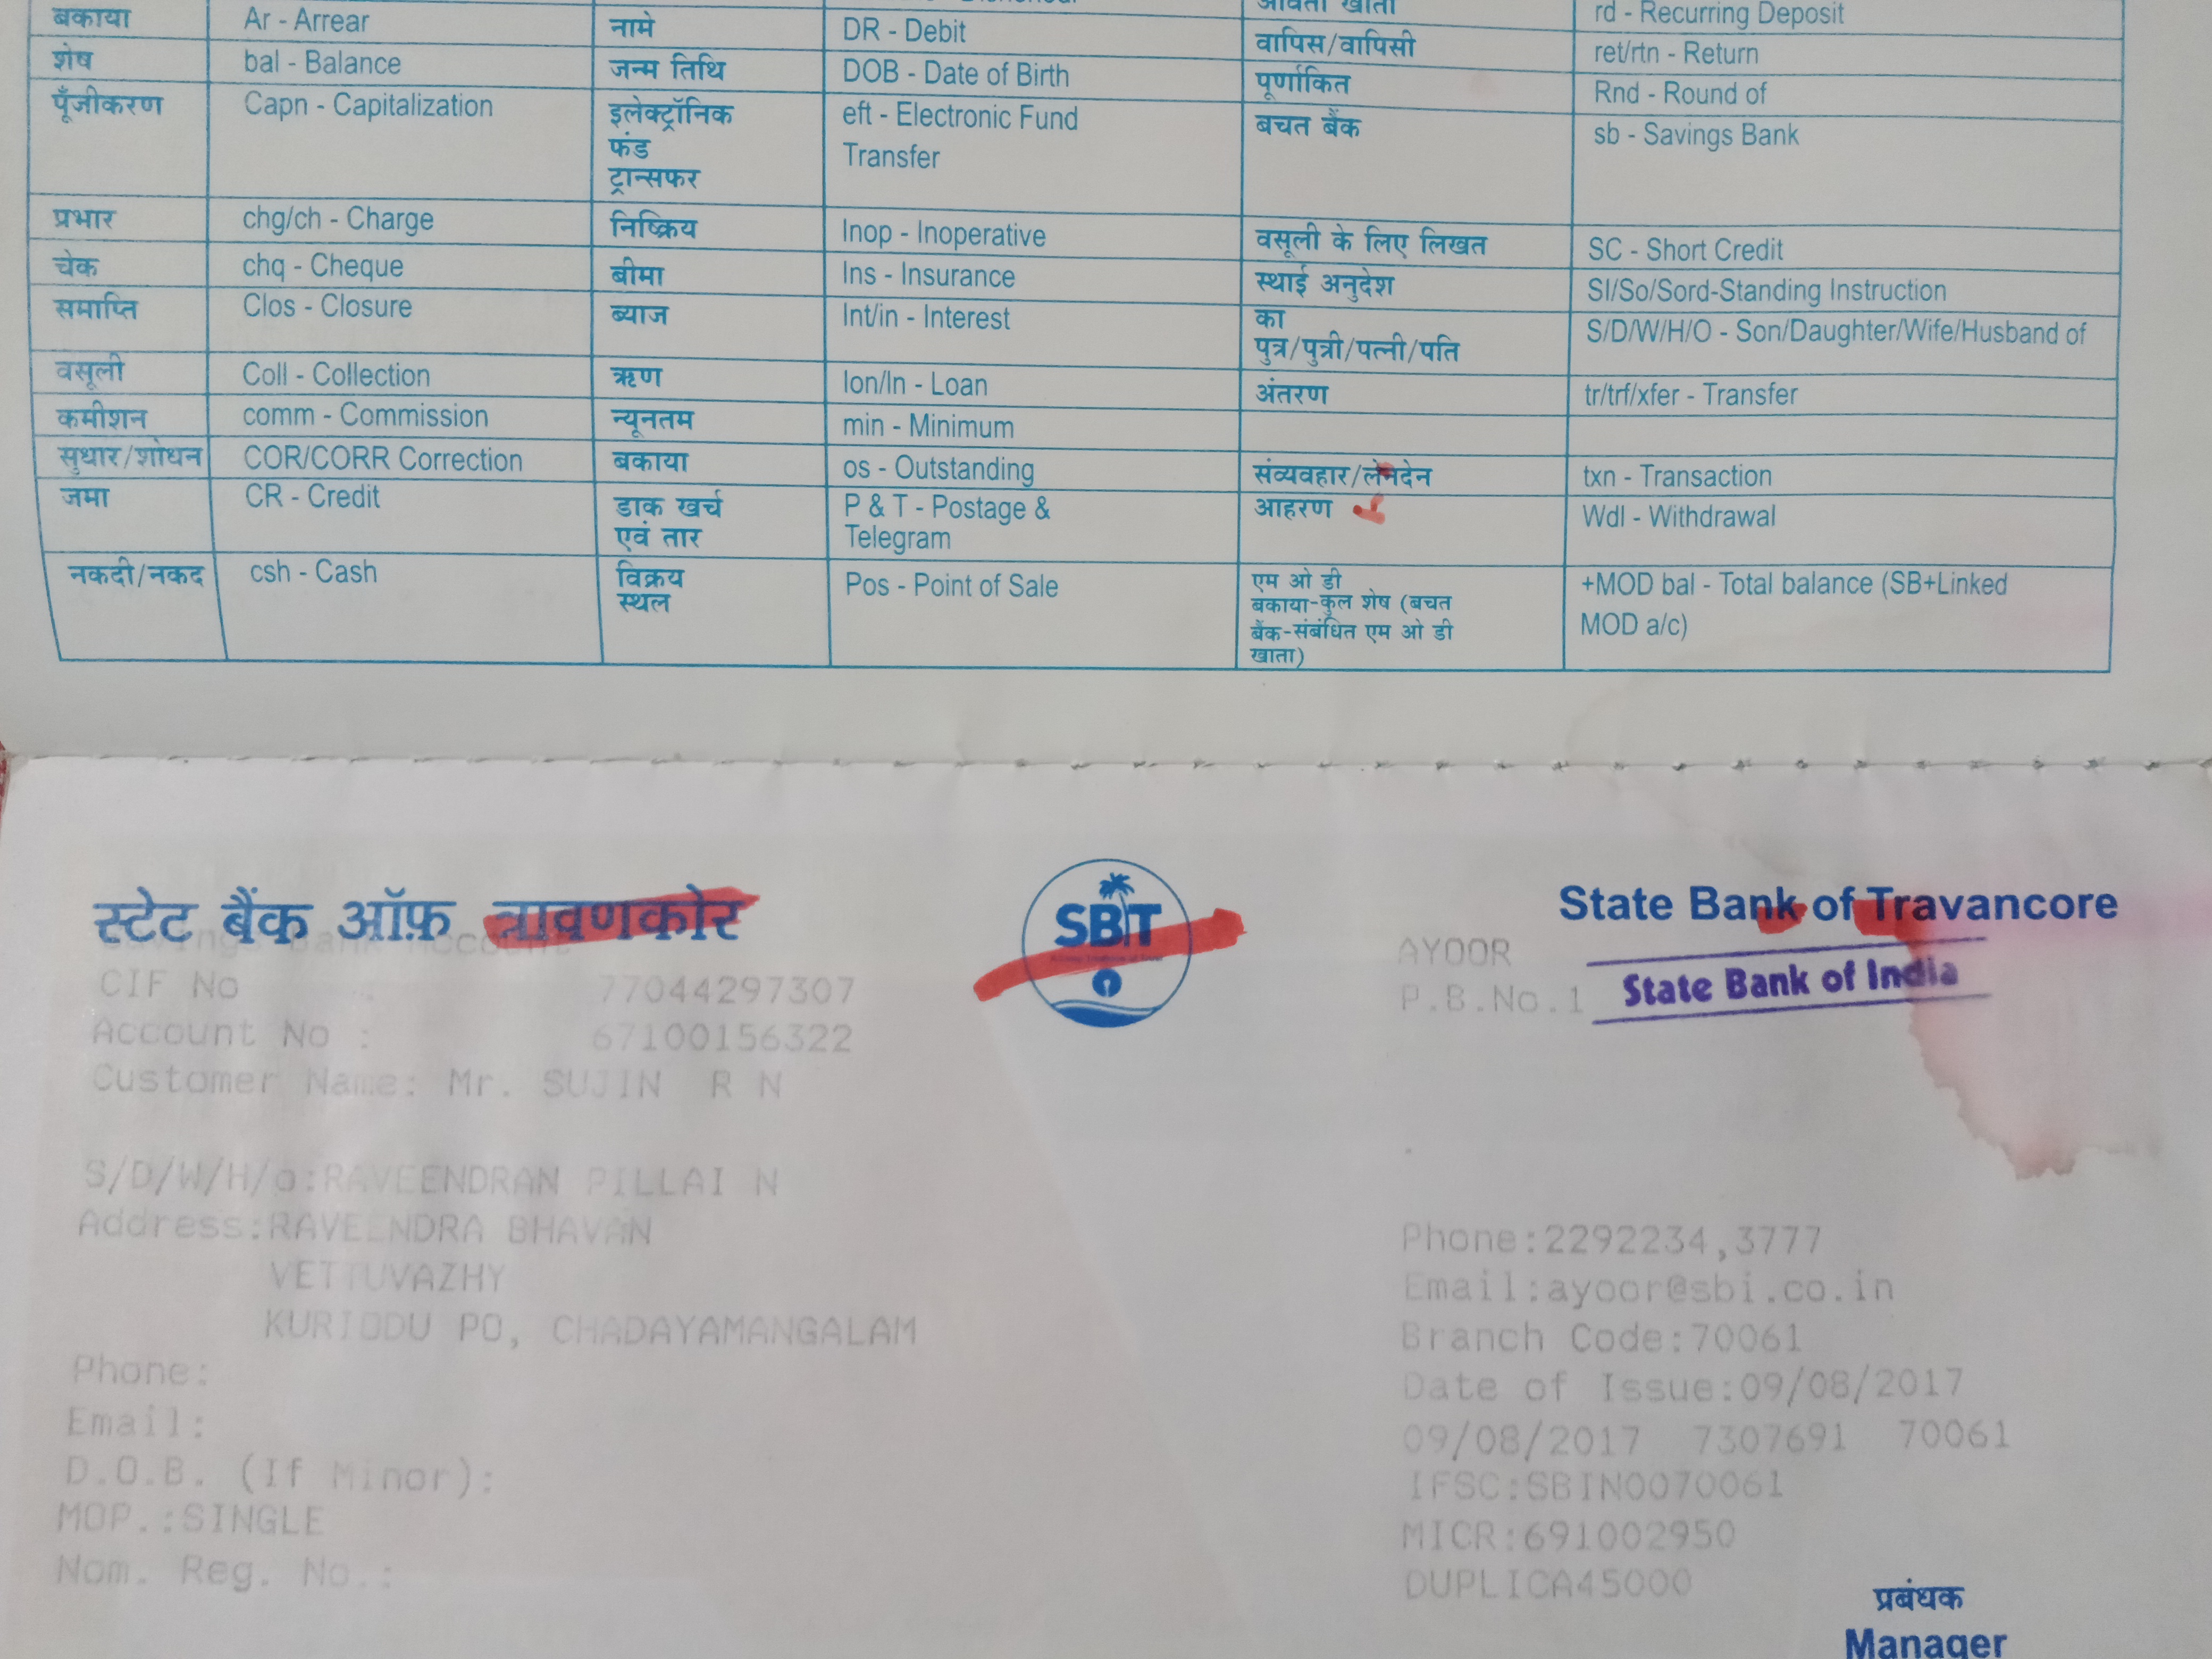 बकाया Ar - Arrear नामे DR - Debit आवर्ती खाता rd - Recurring Deposit
शेष bal - Balance जन्म तिथि DOB - Date of Birth वापिस/वापिसी ret/rtn - Return
पूर्णांकित Rnd - Round of
पूँजीकरण Capn - Capitalization इलेक्ट्रॉनिक eft - Electronic Fund बचत बैंक sb - Savings Bank
फंड Transfer
ट्रान्सफर
प्रभार chg/ch - Charge निष्क्रिय Inop - Inoperative वसूली के लिए लिखत SC - Short Credit
चेक chq - Cheque बीमा Ins - Insurance स्थाई अनुदेश SI/So/Sord-Standing Instruction
समाप्ति Clos - Closure ब्याज Int/in - Interest का S/D/W/H/O - Son/Daughter/Wife/Husband of
पुत्र/पुत्री/पत्नी/पति
वसूली Coll - Collection ऋण lon/ln - Loan अंतरण tr/trf/xfer - Transfer
कमीशन comm - Commission न्यूनतम min - Minimum
सुधार/शोधन COR/CORR Correction बकाया os - Outstanding संव्यवहार/लेनदेन txn - Transaction
जमा CR - Credit डाक खर्च P & T - Postage & आहरण Wdl - Withdrawal
एवं तार Telegram
नकदी/नकद csh - Cash विक्रय Pos - Point of Sale एम ओ डी +MOD bal - Total balance (SB+Linked
स्थल बकाया-कुल शेष (बचत MOD a/c)
बैंक-संबंधित एम ओ डी
खाता)
स्टेट बैंक ऑफ़ त्रावणकोर SBT State Bank of Travancore
Savings Bank Account AYOOR
State Bank of India
CIF No 77044297307 P.B.No.1
Account No : 67100156322
Customer Name: Mr. SUJIN R N
S/D/W/H/o:RAVEENDRAN PILLAI N
Address:RAVEENDRA BHAVAN Phone:2292234,3777
VETTUVAZHY Email:ayoor@sbi.co.in
KURIODU PO, CHADAYAMANGALAM Branch Code:70061
Phone: Date of Issue:09/08/2017
Email: 09/08/2017 7307691 70061
D.O.B. (If Minor): IFSC:SBIN0070061
MOP.:SINGLE MICR:691002950
Nom. Reg. No.: DUPLICA45000
प्रबंधक
Manager